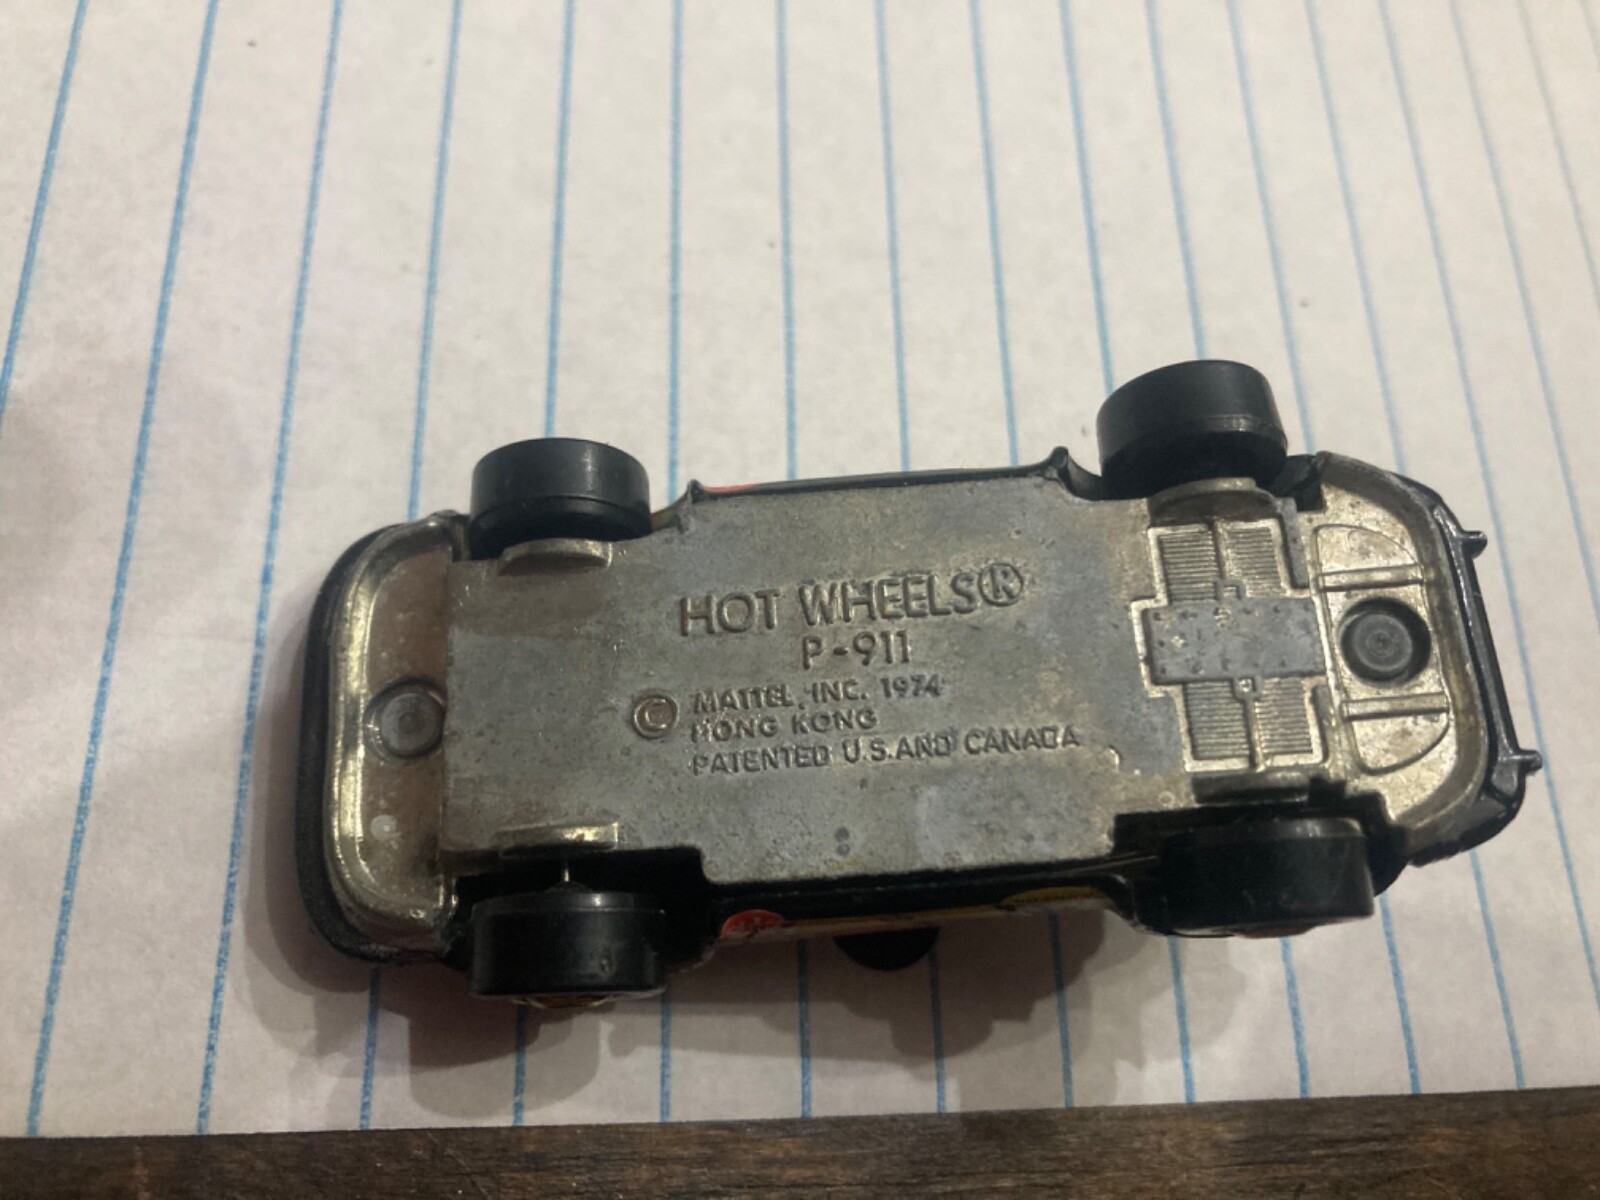 HOT WHEELS®
P-911
© MATTEL, INC. 1974
HONG KONG
PATENTED U.S. AND CANADA